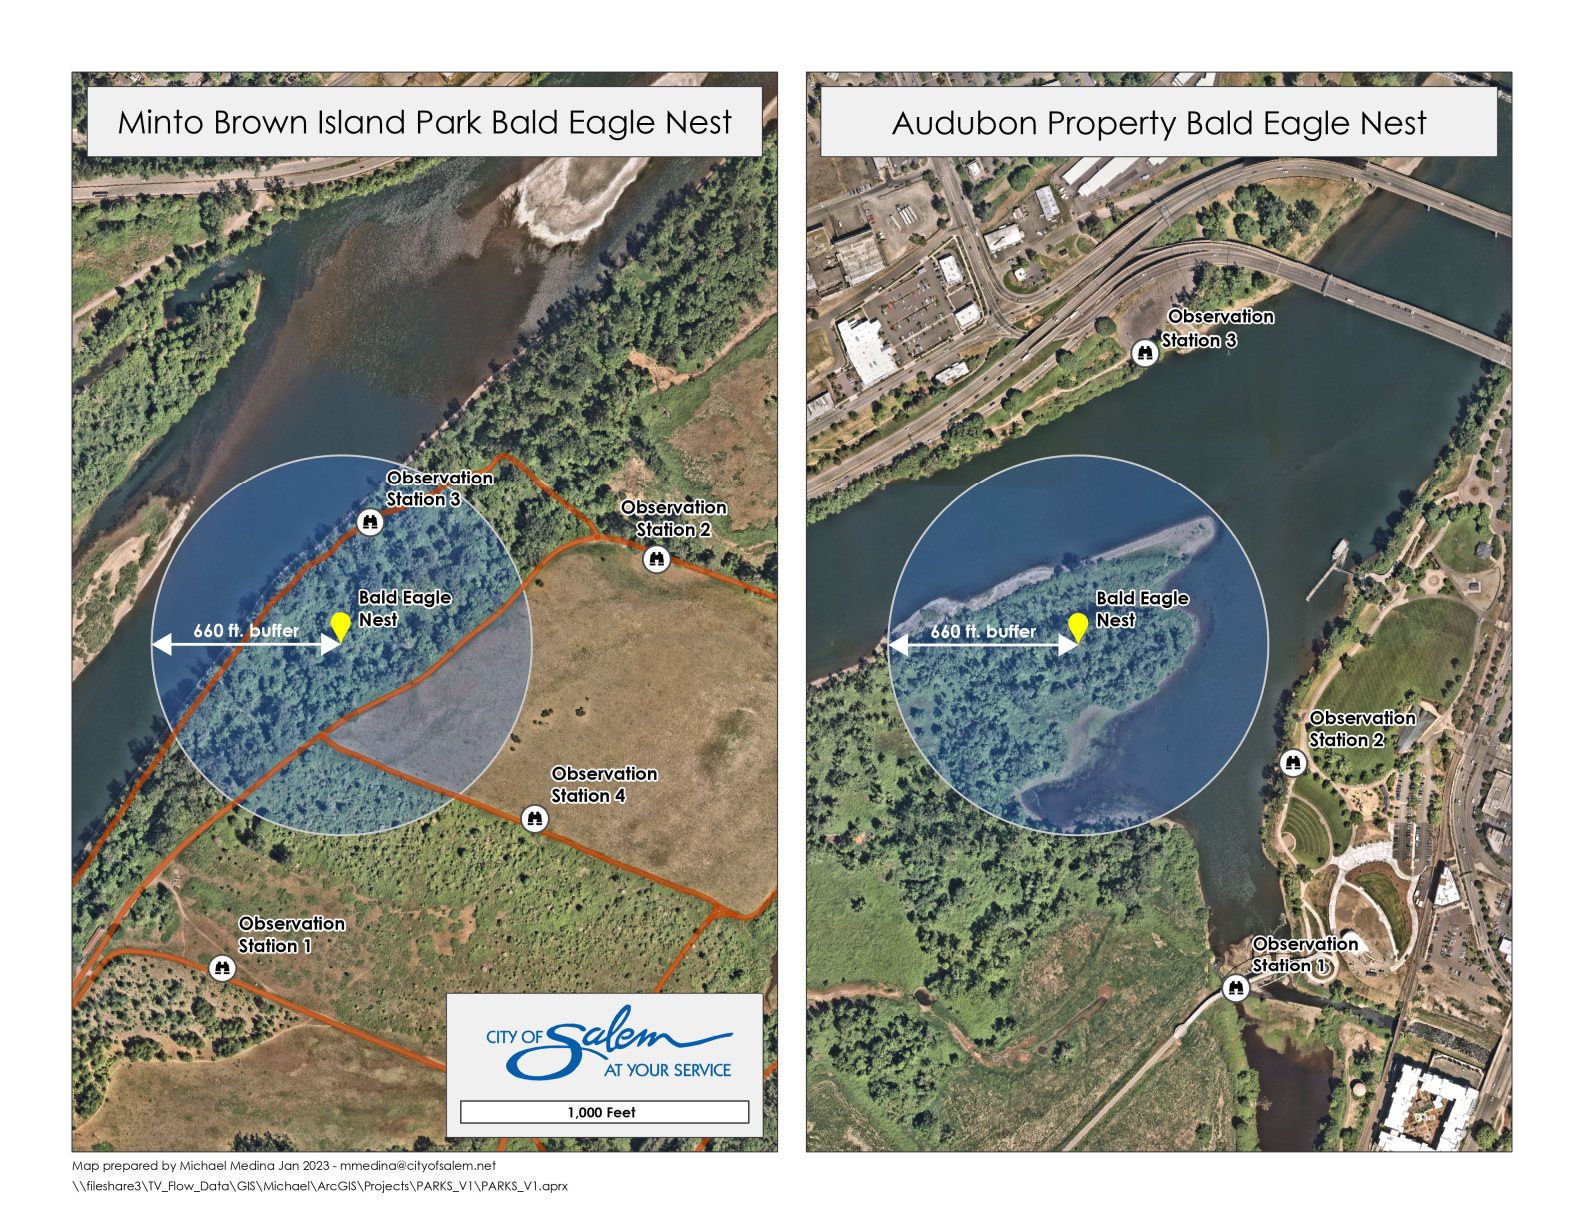 Minto Brown Island Park Bald Eagle Nest
Observation
Station 3
Observation
Station 2
Bald Eagle
Nest
660 ft. buffer
Observation
Station 4
Observation
Station 1
CITY OF Salem
AT YOUR SERVICE
1,000 Feet
Audubon Property Bald Eagle Nest
Observation
Station 3
Bald Eagle
Nest
660 ft. buffer
Observation
Station 2
Observation
Station 1
Map prepared by Michael Medina Jan 2023 - mmedina@cityofsalem.net
\\fileshare3\TV_Flow_Data\GIS\Michael\ArcGIS\Projects\PARKS_V1\PARKS_V1.aprx